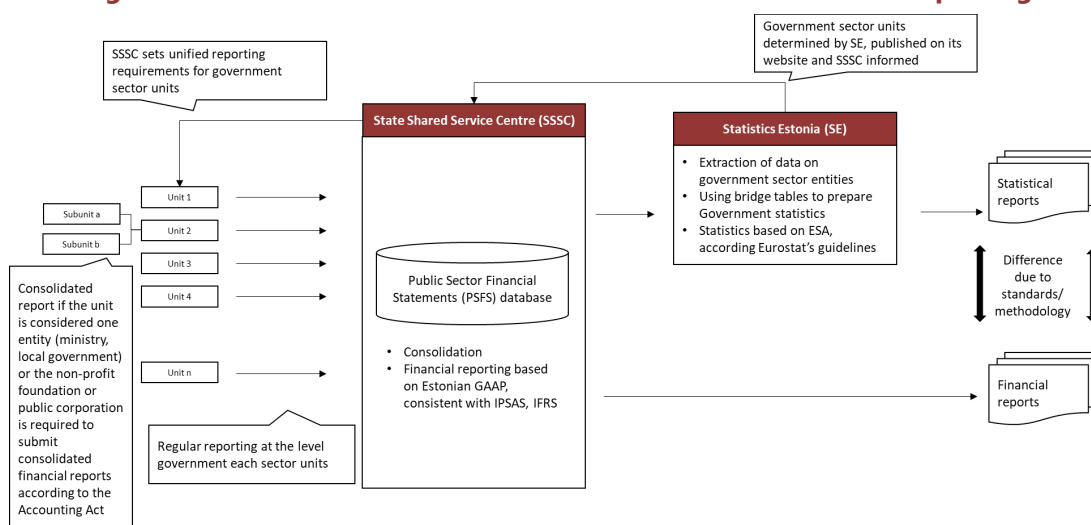 Government sector units
determined by SE, published on its
website and SSSC informed
SSSC sets unified reporting
requirements for government
sector units
State Shared Service Centre (SSSC)
Statistics Estonia (SE)
• Extraction of data on
government sector entities
• Using bridge tables to prepare
Government statistics
• Statistics based on ESA,
according Eurostat's guidelines
Statistical
reports
Unit 1
Subunit a
Unit 2
Subunit b
Unit 3
Unit 4
Unit n
Public Sector Financial
Statements (PSFS) database
Difference
due to
standards/
methodology
Consolidated
report if the unit
is considered one
entity (ministry,
local government)
or the non-profit
foundation or
public corporation
is required to
submit
consolidated
financial reports
according to the
Accounting Act
• Consolidation
• Financial reporting based
on Estonian GAAP,
consistent with IPSAS, IFRS
Financial
reports
Regular reporting at the level
government each sector units